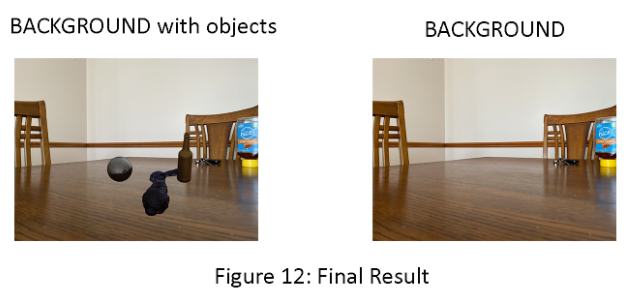 BACKGROUND with objects
BACKGROUND
Figure 12: Final Result